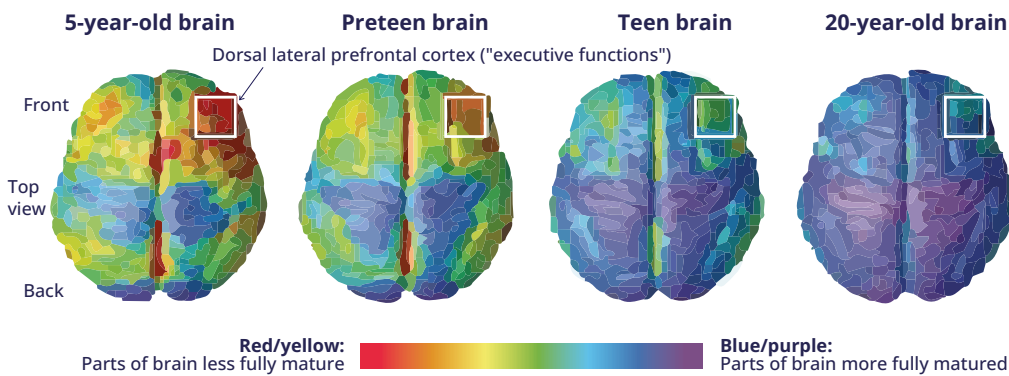 5-year-old brain
Preteen brain
Teen brain
20-year-old brain
Dorsal lateral prefrontal cortex ("executive functions")
Front
Top
view
Back
Red/yellow:
Parts of brain less fully mature
Blue/purple:
Parts of brain more fully matured